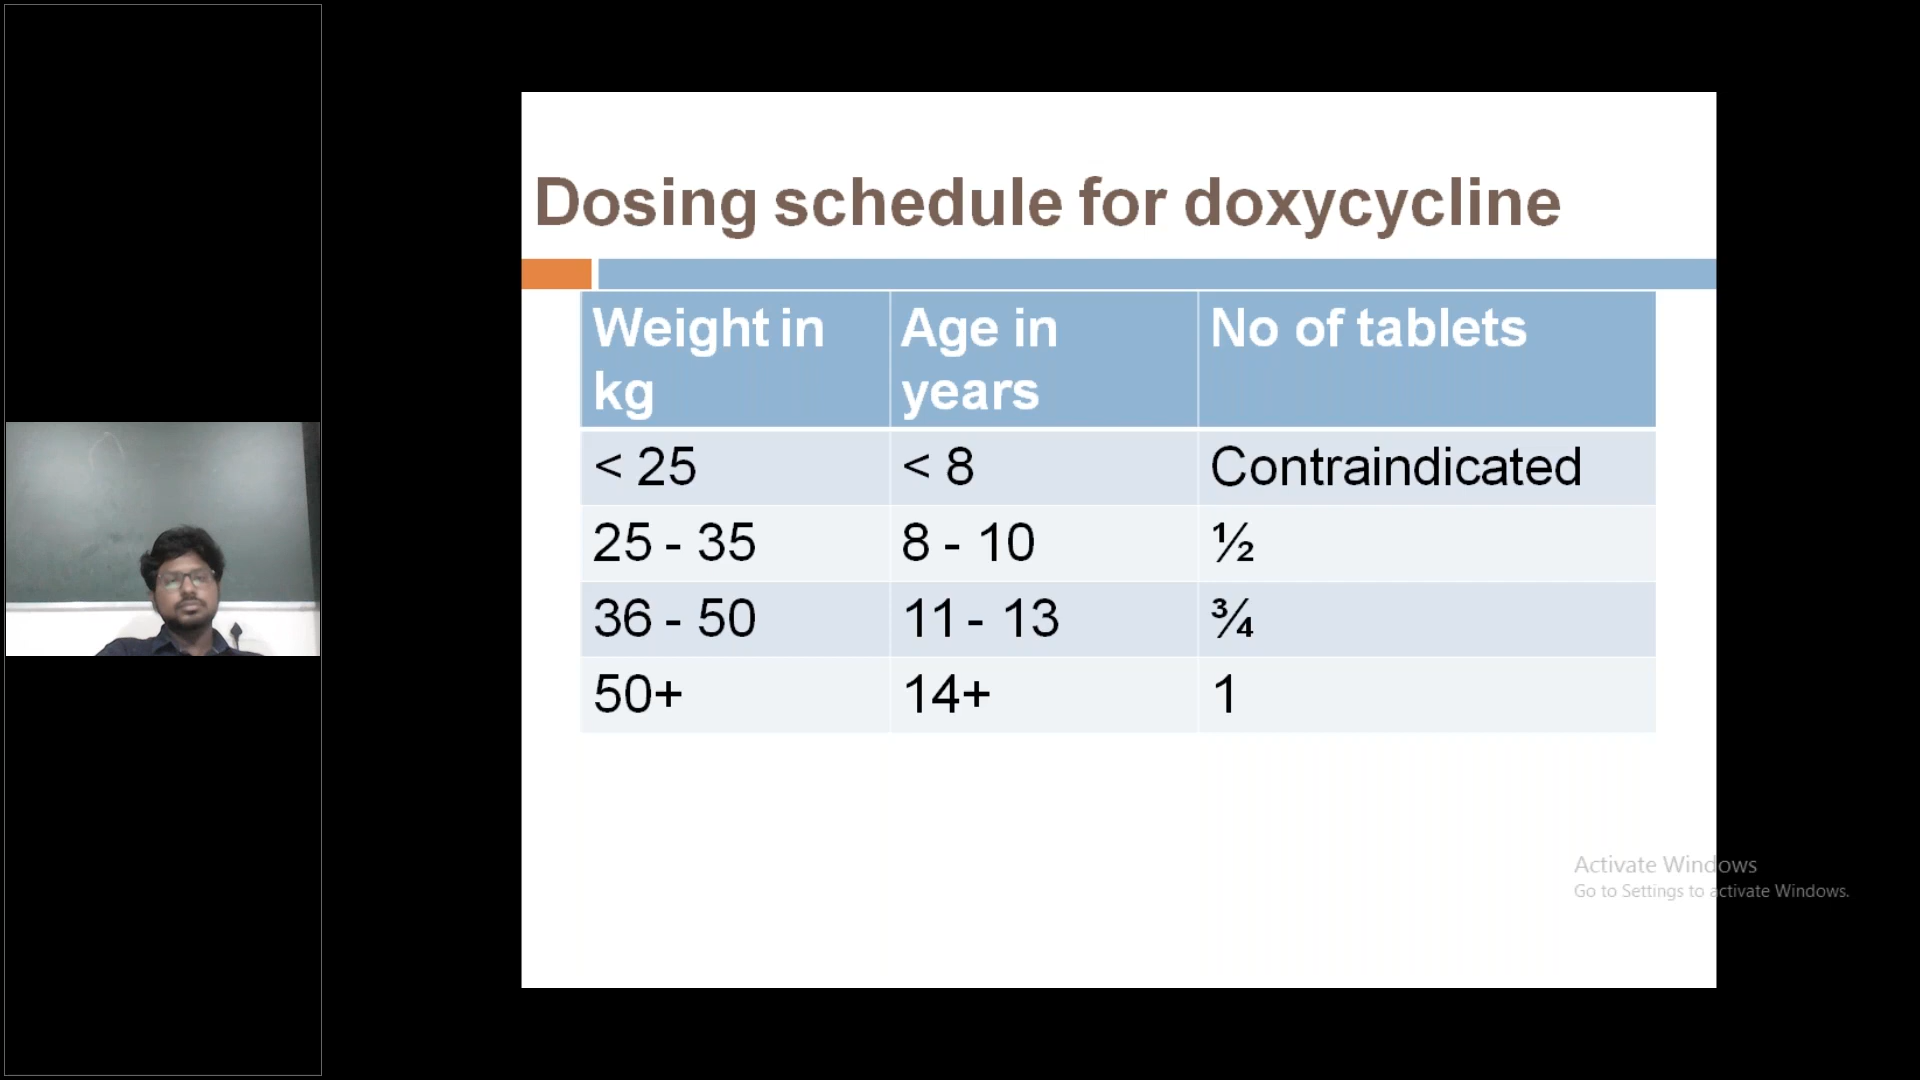 Dosing schedule for doxycycline
Weight in kg
Age in years
No of tablets
< 25
< 8
Contraindicated
25 - 35
8 - 10
½
36 - 50
11 - 13
¾
50+
14+
1
Activate Windows
Go to Settings to activate Windows.